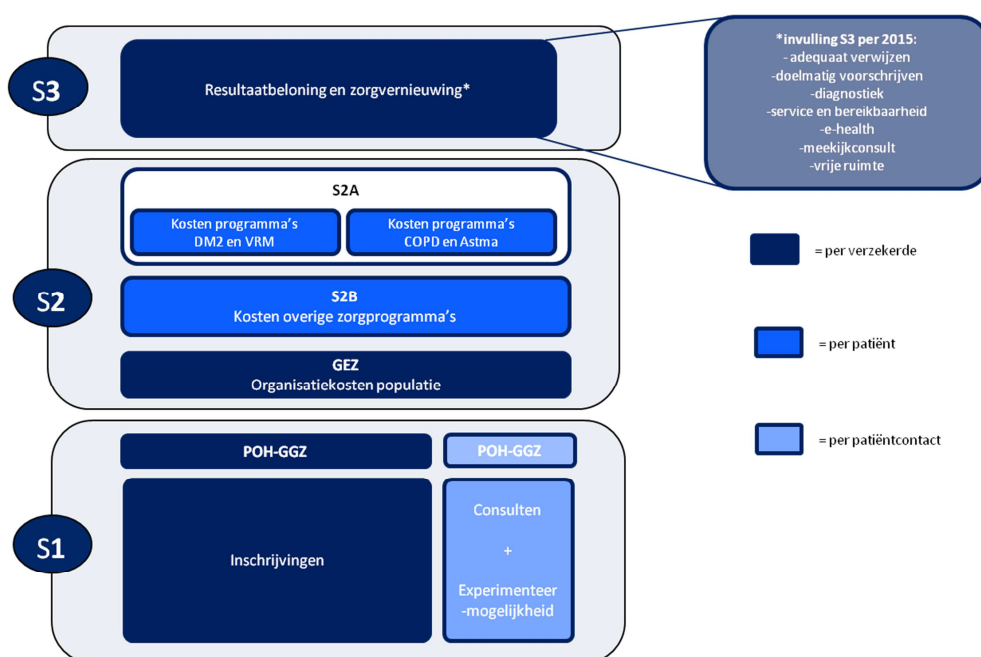 S3
Resultaatbeloning en zorgvernieuwing*
*invulling S3 per 2015:
- adequaat verwijzen
-doelmatig voorschrijven
-diagnostiek
-service en bereikbaarheid
-e-health
-meekijkconsult
-vrije ruimte
S2
S2A
Kosten programma's
DM2 en VRM
Kosten programma's
COPD en Astma
S2B
Kosten overige zorgprogramma's
GEZ
Organisatiekosten populatie
= per verzekerde
= per patiënt
= per patiëntcontact
S1
POH-GGZ
POH-GGZ
Inschrijvingen
Consulten
+
Experimenteer
-mogelijkheid